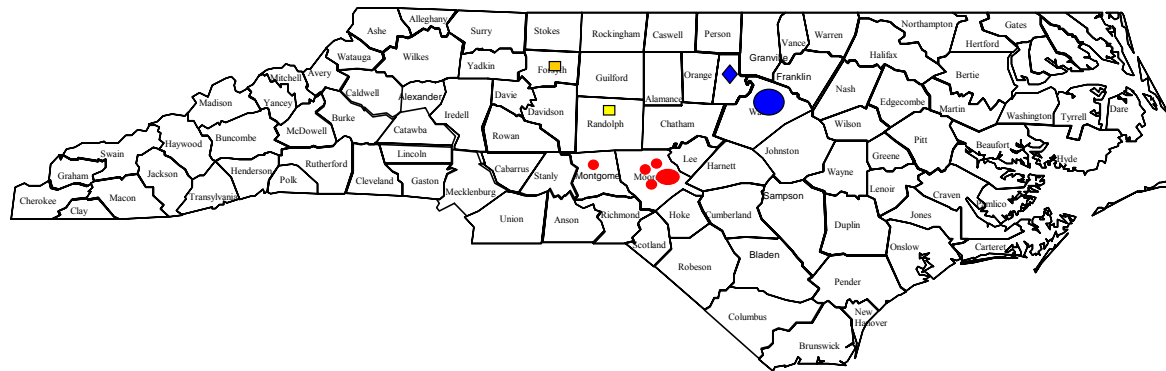 Alleghany
Ashe
Surry
Stokes
Rockingham
Caswell
Person
Granville
Vance
Warren
Northampton
Gates
Hertford
Halifax
Watauga
Wilkes
Yadkin
Forsyth
Guilford
Alamance
Orange
Franklin
Nash
Bertie
Mitchell
Avery
Caldwell
Alexander
Davie
Davidson
Randolph
Chatham
Edgecombe
Martin
Washington
Tyrrell
Dare
Madison
Yancey
Burke
Iredell
Rowan
Wilson
Pitt
Beaufort
Hyde
McDowell
Catawba
Buncombe
Haywood
Swain
Rutherford
Lincoln
Cabarrus
Stanly
Montgome
Moor
Lee
Harnett
Johnston
Wayne
Greene
Lenoir
Craven
Pamlico
Graham
Jackson
Henderson
Polk
Cleveland
Gaston
Mecklenburg
Cherokee
Macon
Transylvania
Clay
Union
Anson
Richmond
Hoke
Cumberland
Sampson
Duplin
Jones
Onslow
Carteret
Scotland
Robeson
Bladen
Pender
Columbus
New
Hanover
Brunswick